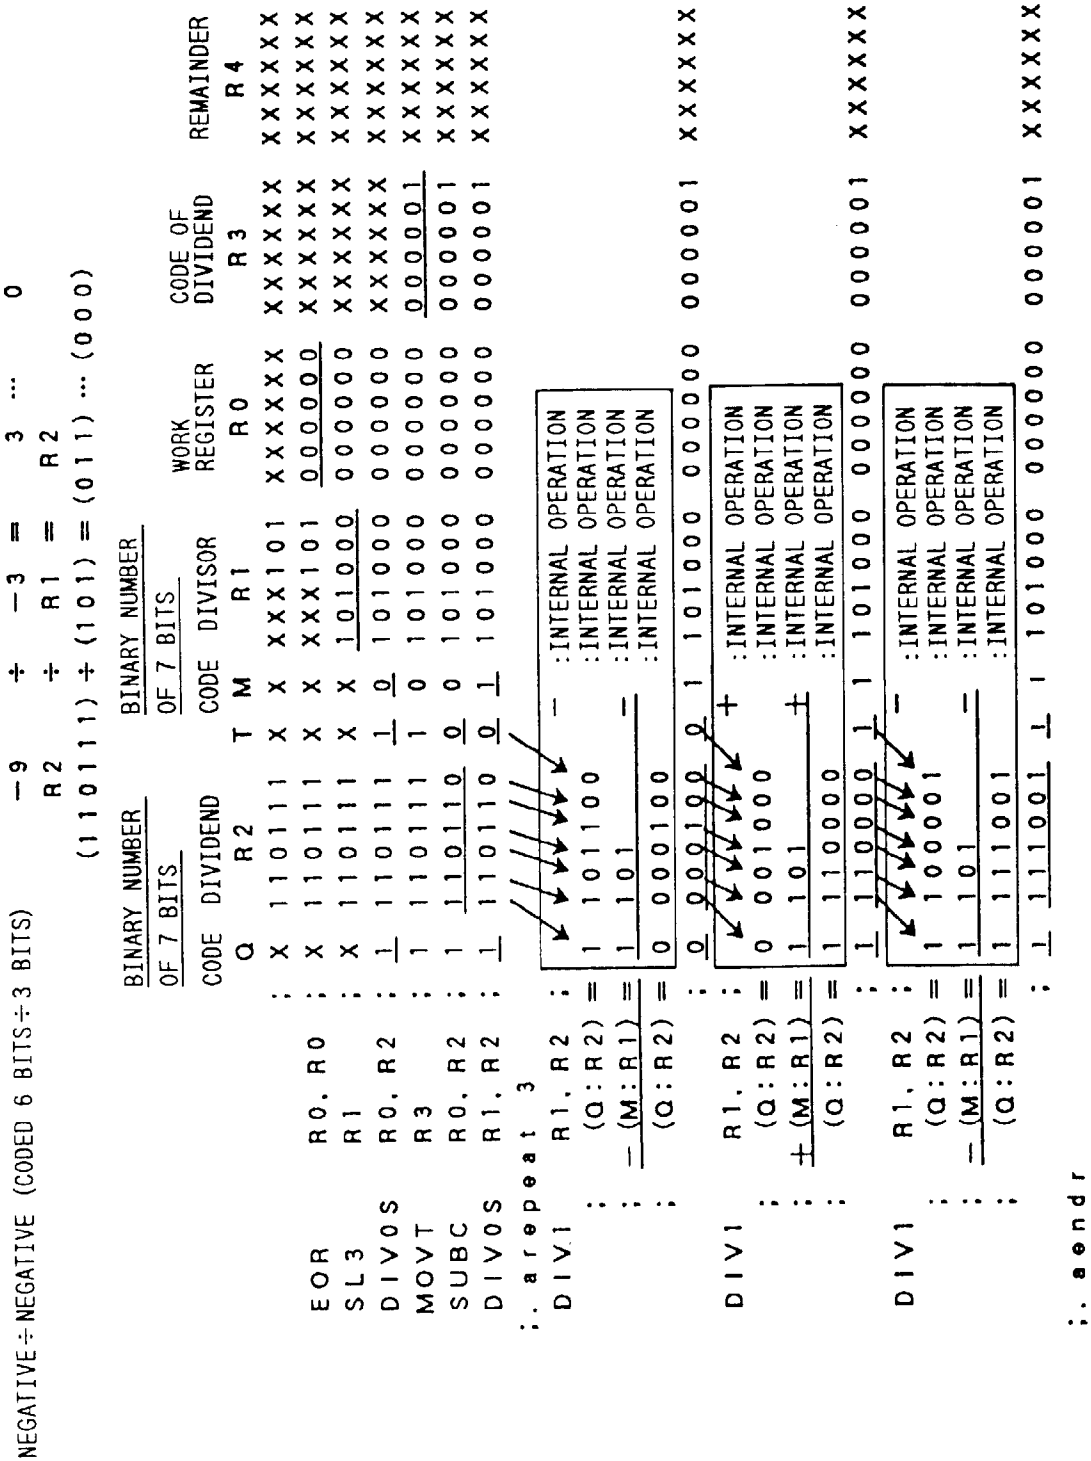 NEGATIVE÷NEGATIVE (CODED 6 BITS÷3 BITS)
−9 ÷ −3 = 3 ··· 0
R2 ÷ R1 = R2
(110111)÷(101)=(011)···(000)
BINARY NUMBER OF 7 BITS BINARY NUMBER OF 7 BITS
CODE DIVIDEND CODE DIVISOR WORK REGISTER CODE OF DIVIDEND REMAINDER
Q R2 T M R1 R0 R3 R4
; X 110111 X X XXX101 XXXXXX XXXXXX XXXXXX
EOR R0, R0 ; X 110111 X X XXX101 000000 XXXXXX XXXXXX
SL3 R1 ; X 110111 X X 101000 000000 XXXXXX XXXXXX
DIV0S R0, R2 ; 1 110111 1 0 101000 000000 XXXXXX XXXXXX
MOVT R3 ; 1 110111 1 0 101000 000000 000001 XXXXXX
SUBC R0, R2 ; 1 110110 0 0 101000 000000 000001 XXXXXX
DIV0S R1, R2 ; 1 110110 0 1 101000 000000 000001 XXXXXX
;. arepeat 3
DIV1 R1, R2 ; − :INTERNAL OPERATION
; (Q:R2) = 1 101100 :INTERNAL OPERATION
; −(M:R1) = 1 101 − :INTERNAL OPERATION
; (Q:R2) = 0 000100 :INTERNAL OPERATION
; 0 000100 0 1 101000 000000 000001 XXXXXX
DIV1 R1, R2 ; + :INTERNAL OPERATION
; (Q:R2) = 0 001000 :INTERNAL OPERATION
; +(M:R1) = 1 101 + :INTERNAL OPERATION
; (Q:R2) = 1 110000 :INTERNAL OPERATION
; 1 110000 1 1 101000 000000 000001 XXXXXX
DIV1 R1, R2 ; − :INTERNAL OPERATION
; (Q:R2) = 1 100001 :INTERNAL OPERATION
; −(M:R1) = 1 101 − :INTERNAL OPERATION
; (Q:R2) = 1 111001 :INTERNAL OPERATION
; 1 111001 1 1 101000 000000 000001 XXXXXX
;. aendr